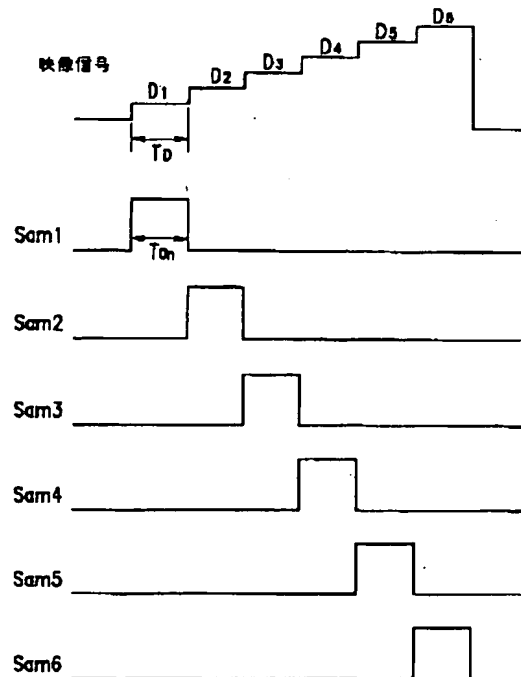 映像信号
D1 D2 D3 D4 D5 D6
TD
Sam1
TOn
Sam2
Sam3
Sam4
Sam5
Sam6